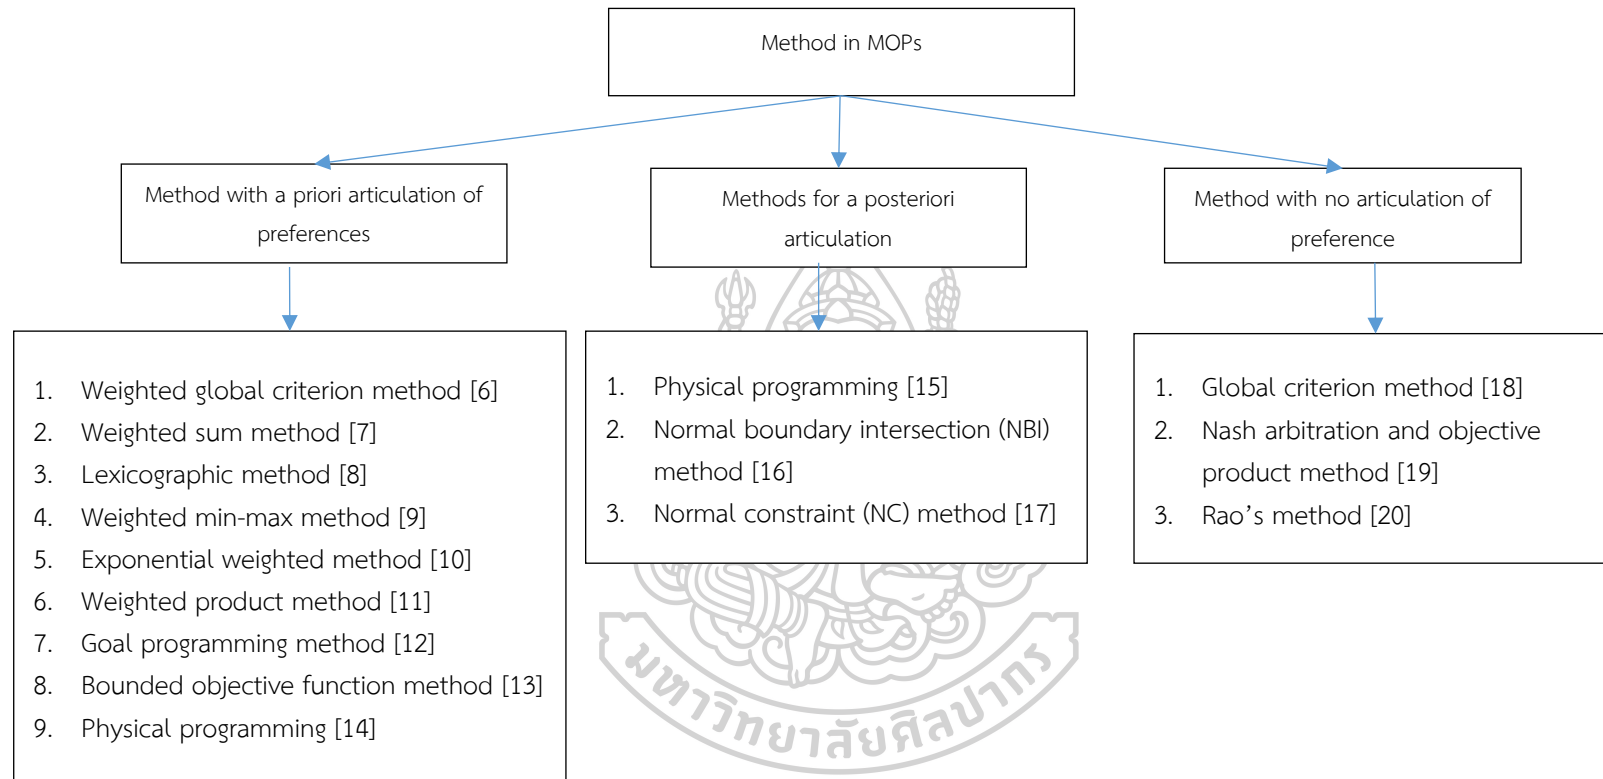 Method in MOPs
Method with a priori articulation of
preferences
Methods for a posteriori
articulation
Method with no articulation of
preference
1. Weighted global criterion method [6]
2. Weighted sum method [7]
3. Lexicographic method [8]
4. Weighted min-max method [9]
5. Exponential weighted method [10]
6. Weighted product method [11]
7. Goal programming method [12]
8. Bounded objective function method [13]
9. Physical programming [14]
1. Physical programming [15]
2. Normal boundary intersection (NBI)
method [16]
3. Normal constraint (NC) method [17]
1. Global criterion method [18]
2. Nash arbitration and objective
product method [19]
3. Rao’s method [20]
มหาวิทยาลัยศิลปากร